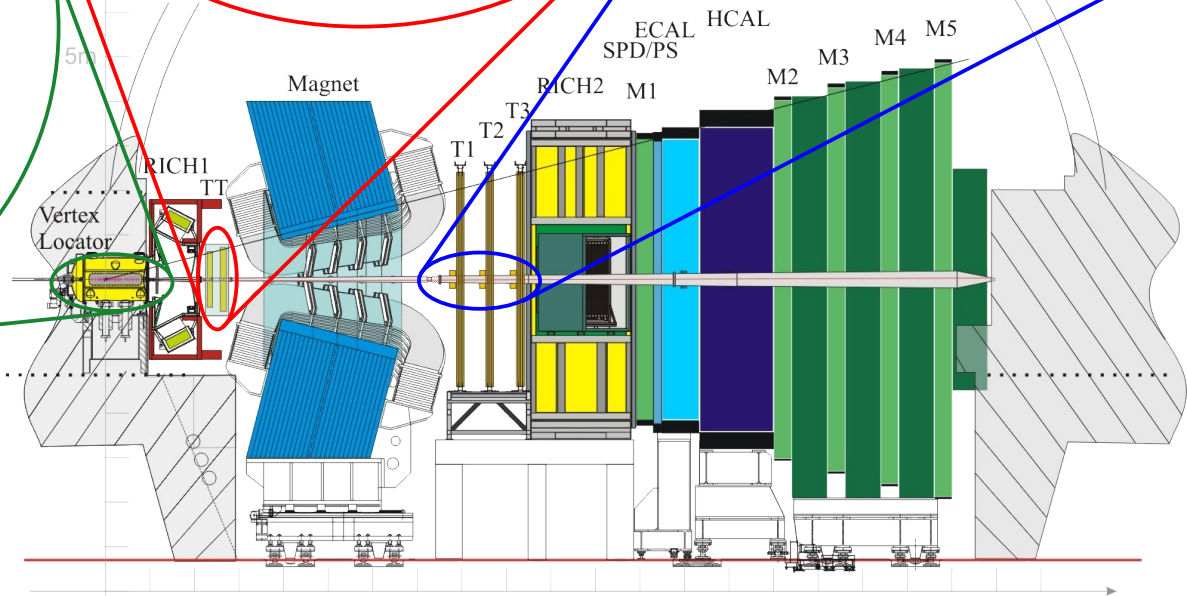 ECAL
HCAL
SPD/PS
M5
M4
5m
M3
Magnet
RICH2
M2
M1
T3
T2
T1
RICH1
TT
Vertex
Locator